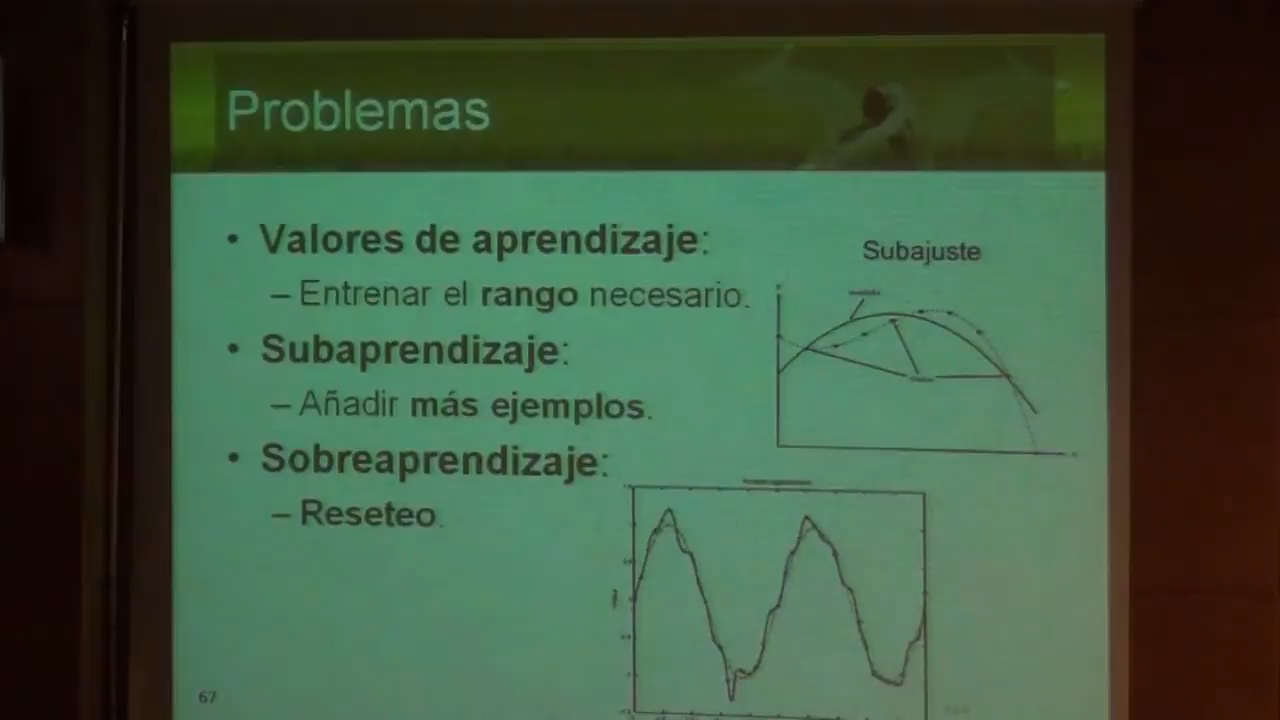 Problemas
• Valores de aprendizaje:
– Entrenar el rango necesario.
• Subaprendizaje:
– Añadir más ejemplos.
• Sobreaprendizaje:
– Reseteo.
Subajuste
67